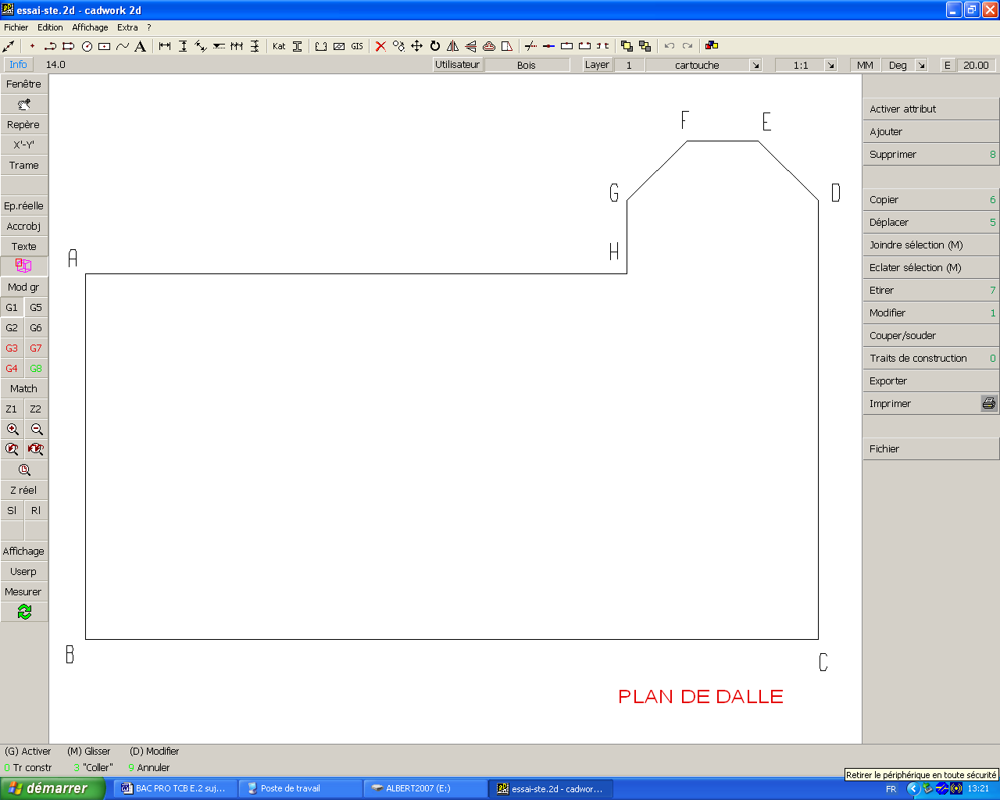 essai-ste.2d - cadwork 2d
Fichier Edition Affichage Extra ?
Kat GIS
Info 14.0 Utilisateur Bois Layer 1 cartouche 1:1 MM Deg E 20.00
Fenêtre
Repère
X'-Y'
Trame
Ep.réelle
Accrobj
Texte
Mod gr
G1 G5
G2 G6
G3 G7
G4 G8
Match
Z1 Z2
Z réel
Sl Rl
Affichage
Userp
Mesurer
F E
G D
H
A
B
C
PLAN DE DALLE
Activer attribut
Ajouter
Supprimer 8
Copier 6
Déplacer 5
Joindre sélection (M)
Eclater sélection (M)
Etirer 7
Modifier 1
Couper/souder
Traits de construction 0
Exporter
Imprimer
Fichier
(G) Activer (M) Glisser (D) Modifier
0 Tr constr 3 "Coller" 9 Annuler
Retirer le périphérique en toute sécurité
démarrer BAC PRO TCB E.2 suj... Poste de travail ALBERT2007 (E:) essai-ste.2d - cadwor... FR 13:21